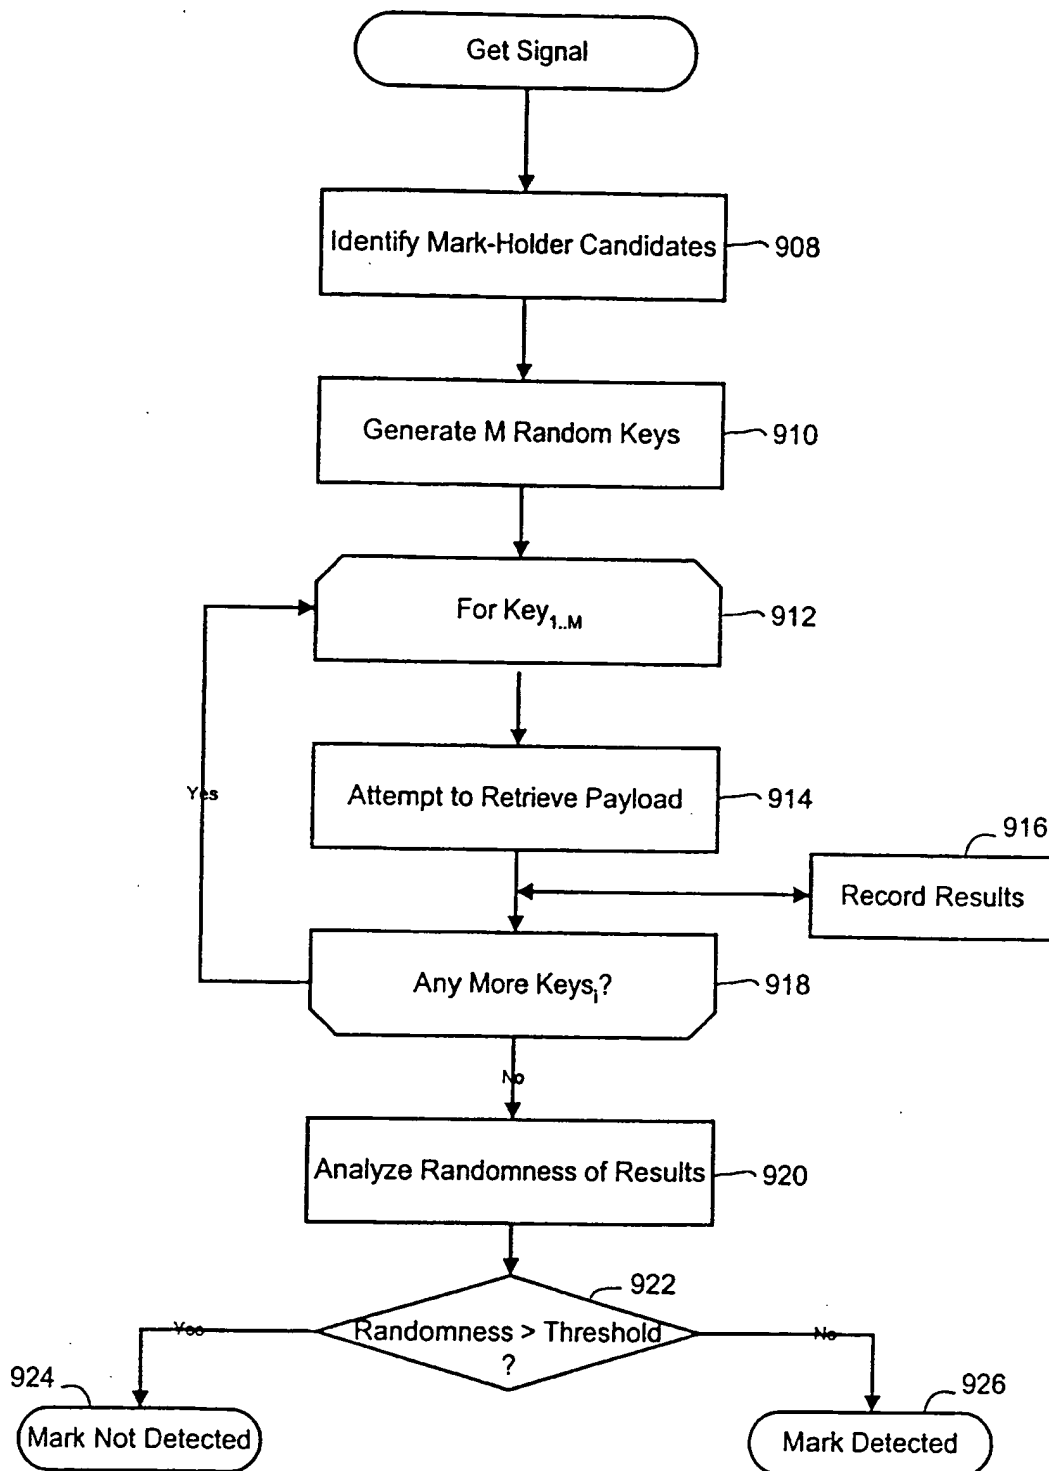 Get Signal
Identify Mark-Holder Candidates
908
Generate M Random Keys
910
For Key1..M
912
Yes
Attempt to Retrieve Payload
914
916
Record Results
Any More Keysi?
918
No
Analyze Randomness of Results
920
922
Randomness > Threshold
?
Yes
No
924
Mark Not Detected
926
Mark Detected